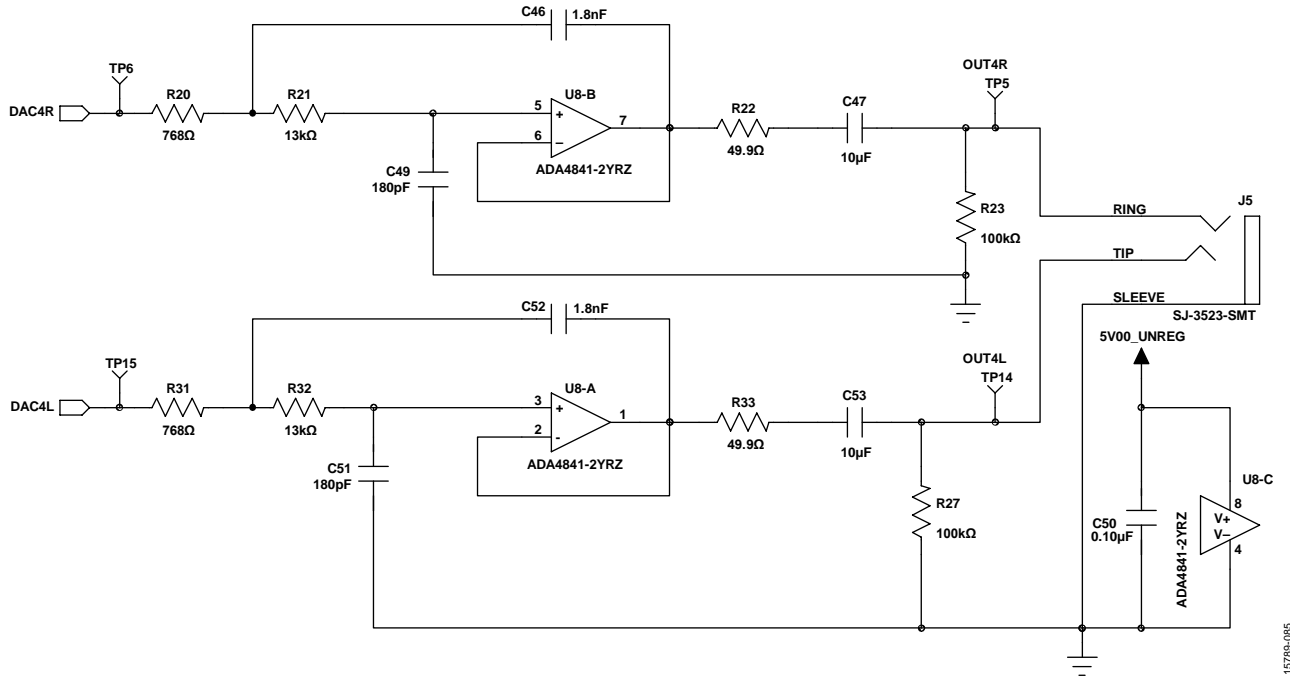 C46
1.8nF
TP6
DAC4R
R20
768Ω
R21
13kΩ
U8-B
5
+
6
–
7
ADA4841-2YRZ
C49
180pF
R22
49.9Ω
C47
10µF
OUT4R
TP5
R23
100kΩ
RING
TIP
SLEEVE
J5
SJ-3523-SMT
C52
1.8nF
TP15
DAC4L
R31
768Ω
R32
13kΩ
U8-A
3
+
2
-
1
ADA4841-2YRZ
C51
180pF
R33
49.9Ω
C53
10µF
OUT4L
TP14
R27
100kΩ
5V00_UNREG
C50
0.10µF
ADA4841-2YRZ
U8-C
8
V+
V–
4
15789-085